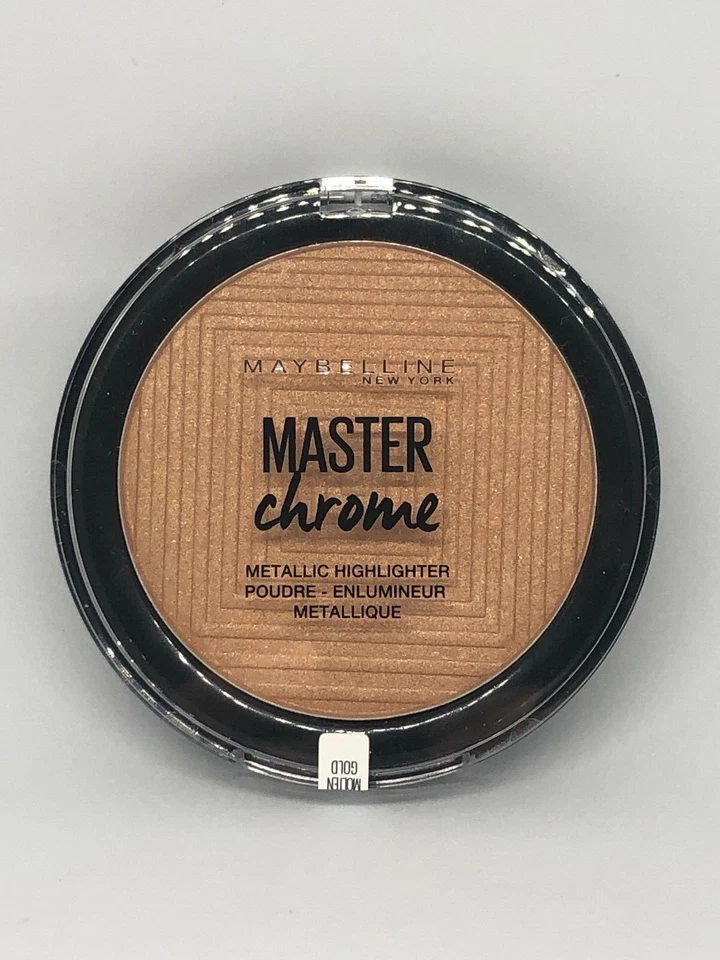 MAYBELLINE
NEW YORK
MASTER
chrome
METALLIC HIGHLIGHTER
POUDRE - ENLUMINEUR
METALLIQUE
MOLTEN
GOLD